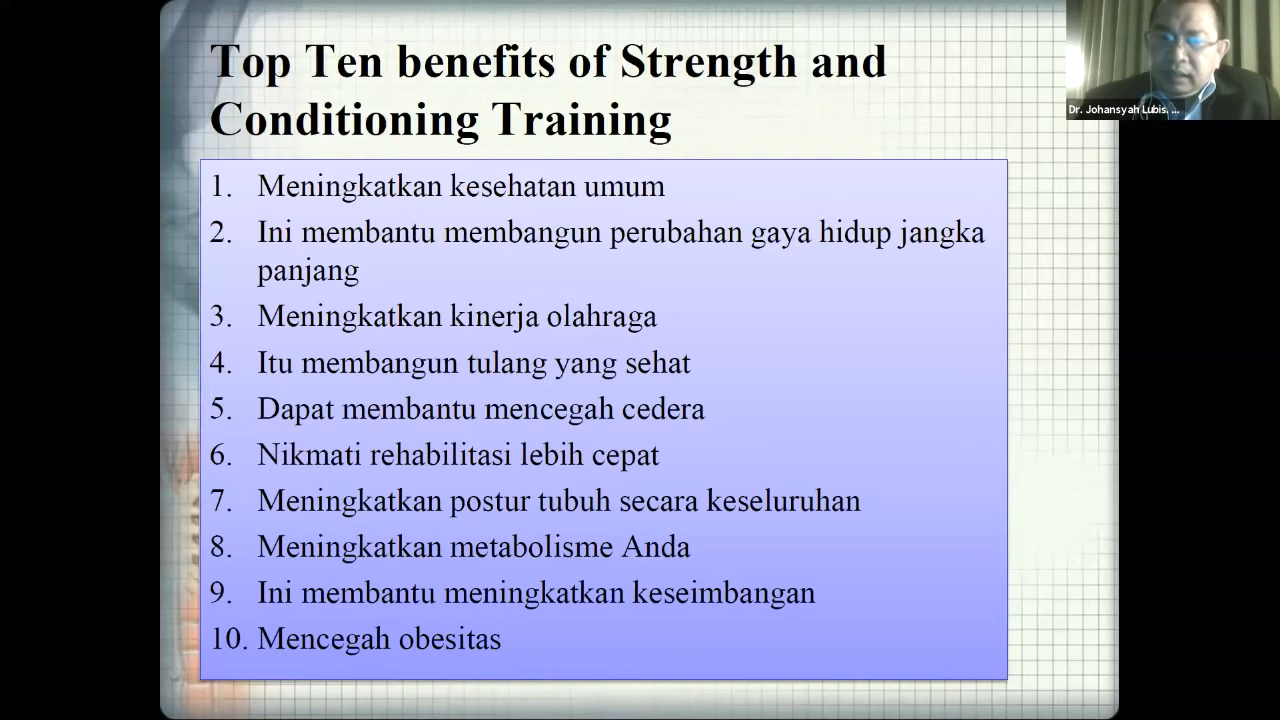 Top Ten benefits of Strength and
Conditioning Training
1. Meningkatkan kesehatan umum
2. Ini membantu membangun perubahan gaya hidup jangka
panjang
3. Meningkatkan kinerja olahraga
4. Itu membangun tulang yang sehat
5. Dapat membantu mencegah cedera
6. Nikmati rehabilitasi lebih cepat
7. Meningkatkan postur tubuh secara keseluruhan
8. Meningkatkan metabolisme Anda
9. Ini membantu meningkatkan keseimbangan
10. Mencegah obesitas
Dr. Johansyah Lubis. ...